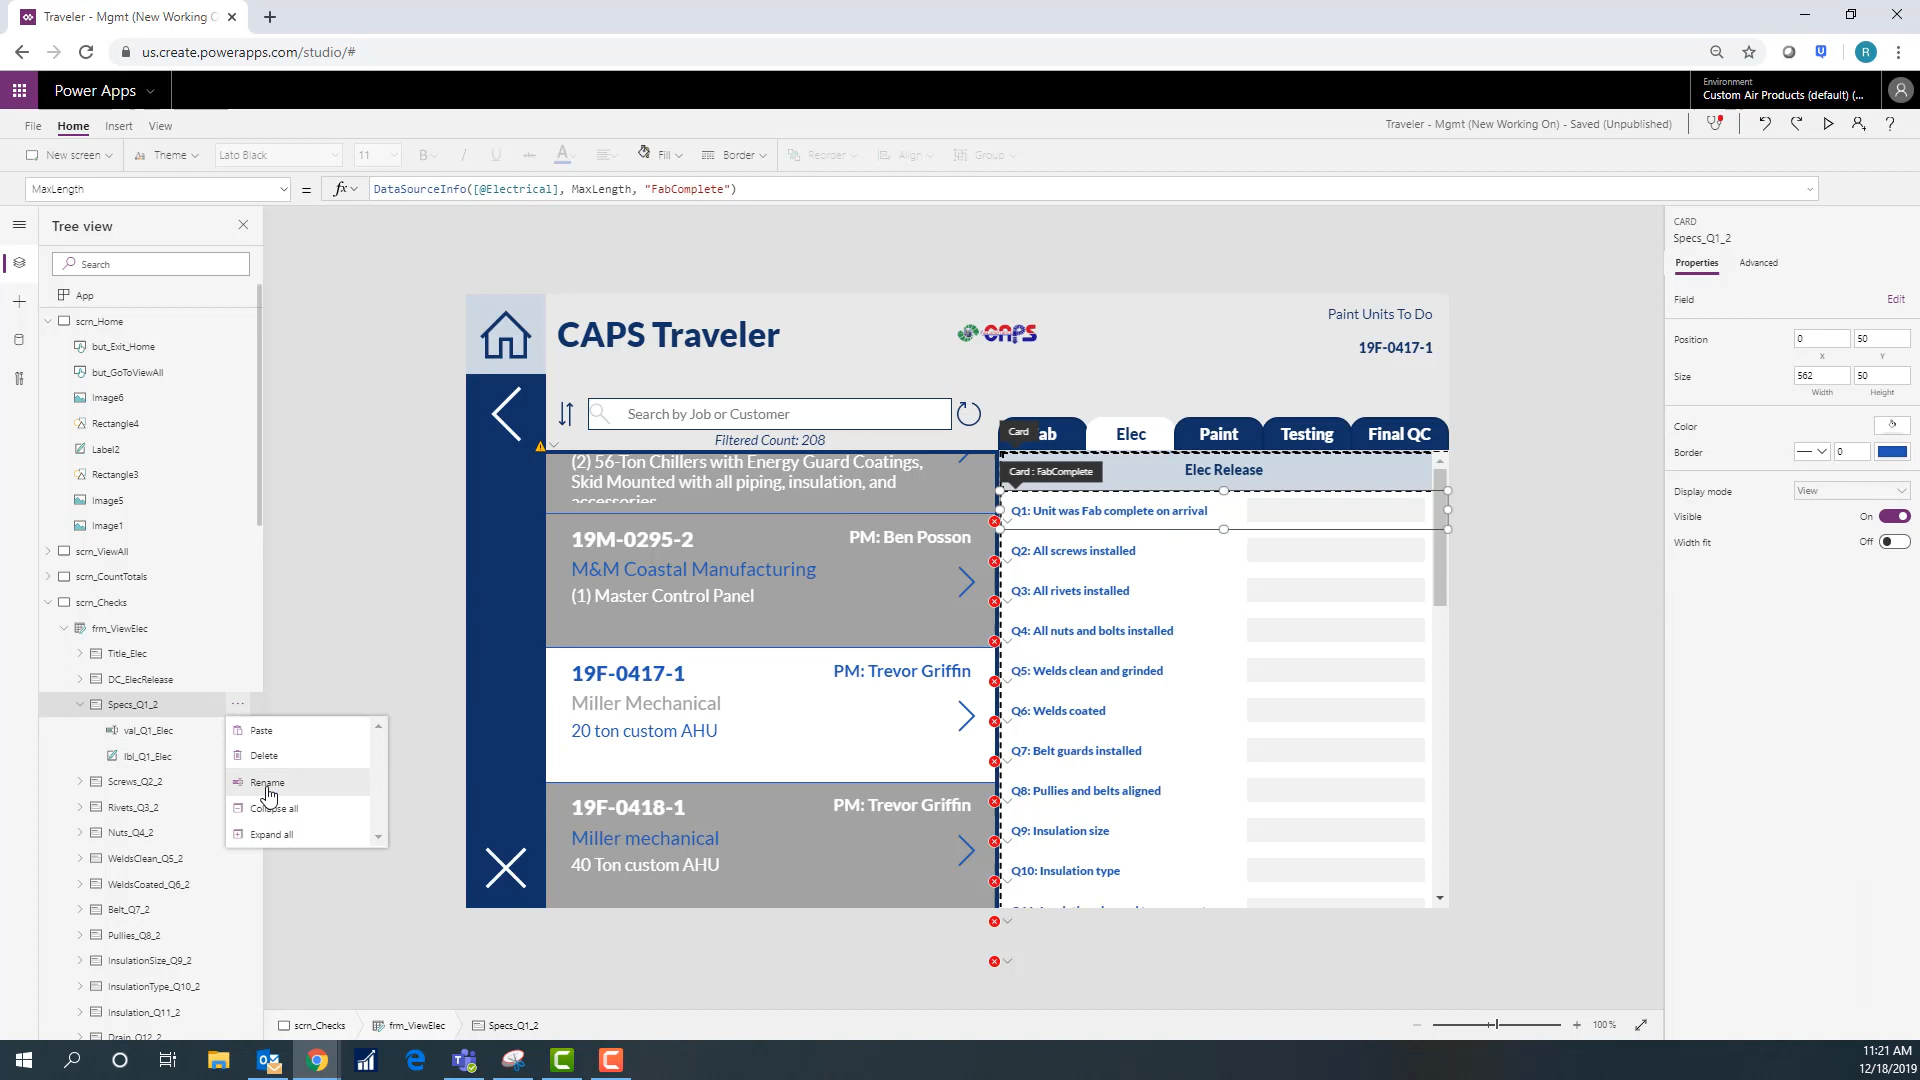 Traveler - Mgmt (New Working O
us.create.powerapps.com/studio/#
R
Power Apps
Environment
Custom Air Products (default) (...
File Home Insert View
Traveler - Mgmt (New Working On) - Saved (Unpublished)
New screen Theme Lato Black 11 B I U A Fill Border Reorder Align Group
MaxLength = fx DataSourceInfo([@Electrical], MaxLength, "FabComplete")
Tree view
Search
App
scrn_Home
but_Exit_Home
but_GoToViewAll
Image6
Rectangle4
Label2
Rectangle3
Image5
Image1
scrn_ViewAll
scrn_CountTotals
scrn_Checks
frm_ViewElec
Title_Elec
DC_ElecRelease
Specs_Q1_2
val_Q1_Elec
lbl_Q1_Elec
Screws_Q2_2
Rivets_Q3_2
Nuts_Q4_2
WeldsClean_Q5_2
WeldsCoated_Q6_2
Belt_Q7_2
Pullies_Q8_2
InsulationSize_Q9_2
InsulationType_Q10_2
Insulation_Q11_2
Drain_Q12_2
Paste
Delete
Rename
Collapse all
Expand all
CAPS Traveler
CAPS
Paint Units To Do
19F-0417-1
Search by Job or Customer
Filtered Count: 208
(2) 56-Ton Chillers with Energy Guard Coatings,
Skid Mounted with all piping, insulation, and
accessories
19M-0295-2 PM: Ben Posson
M&M Coastal Manufacturing
(1) Master Control Panel
19F-0417-1 PM: Trevor Griffin
Miller Mechanical
20 ton custom AHU
19F-0418-1 PM: Trevor Griffin
Miller mechanical
40 Ton custom AHU
Card
ab Elec Paint Testing Final QC
Card : FabComplete
Elec Release
Q1: Unit was Fab complete on arrival
Q2: All screws installed
Q3: All rivets installed
Q4: All nuts and bolts installed
Q5: Welds clean and grinded
Q6: Welds coated
Q7: Belt guards installed
Q8: Pullies and belts aligned
Q9: Insulation size
Q10: Insulation type
CARD
Specs_Q1_2
Properties Advanced
Field Edit
Position 0 50
X Y
Size 562 50
Width Height
Color
Border 0
Display mode View
Visible On
Width fit Off
scrn_Checks frm_ViewElec Specs_Q1_2
100%
11:21 AM
12/18/2019